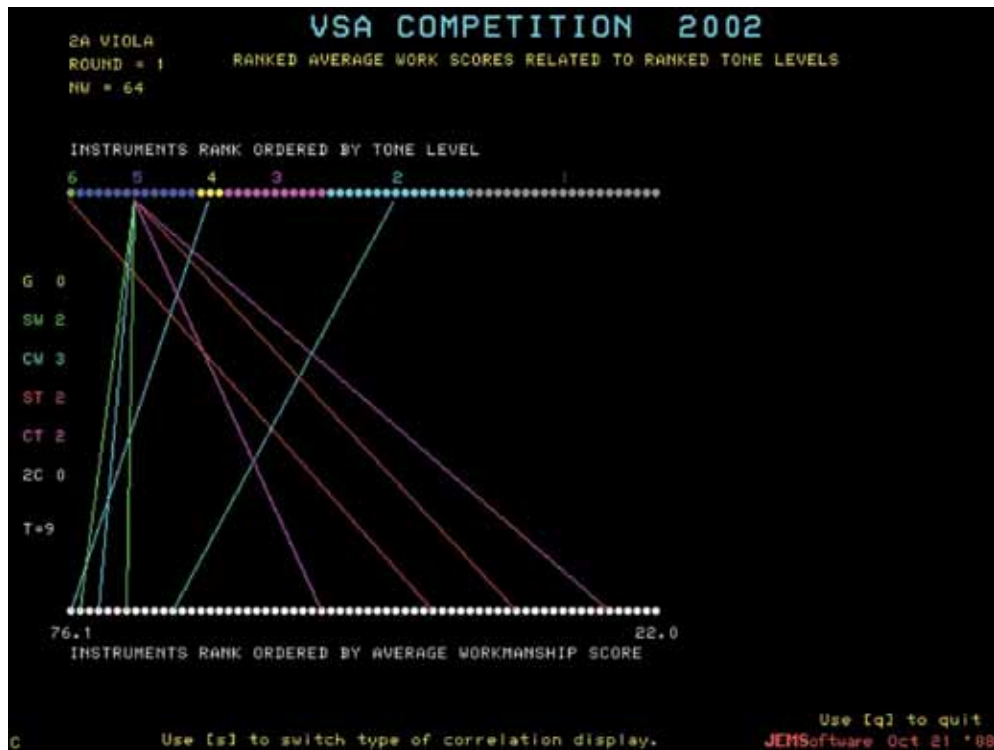 VSA COMPETITION 2002
2A VIOLA
ROUND = 1
NW = 64
RANKED AVERAGE WORK SCORES RELATED TO RANKED TONE LEVELS
INSTRUMENTS RANK ORDERED BY TONE LEVEL
6 5 4 3 2 1
G 0
SW 2
CW 3
ST 2
CT 2
2C 0
T=9
76.1 22.0
INSTRUMENTS RANK ORDERED BY AVERAGE WORKMANSHIP SCORE
Use [q] to quit
C Use [s] to switch type of correlation display. JEMSoftware Oct 21 '88